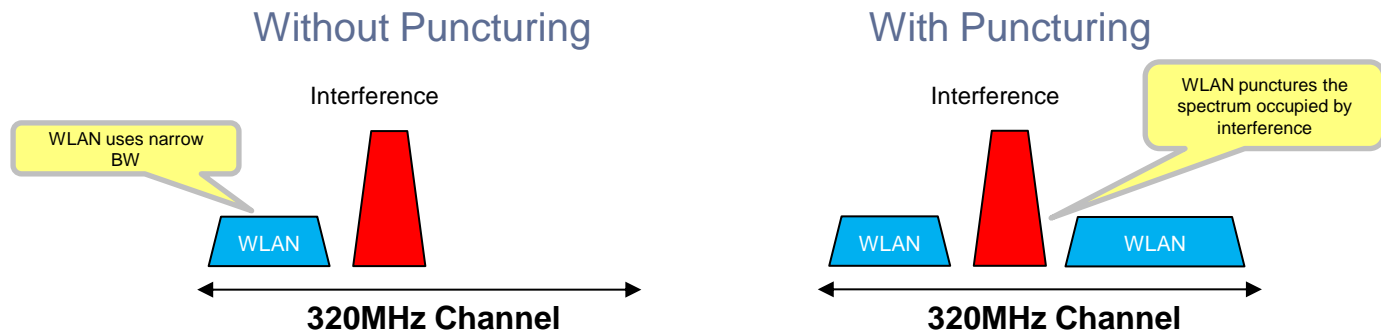 Without Puncturing
With Puncturing
Interference
WLAN uses narrow
BW
WLAN
320MHz Channel
Interference
WLAN punctures the
spectrum occupied by
interference
WLAN
WLAN
320MHz Channel